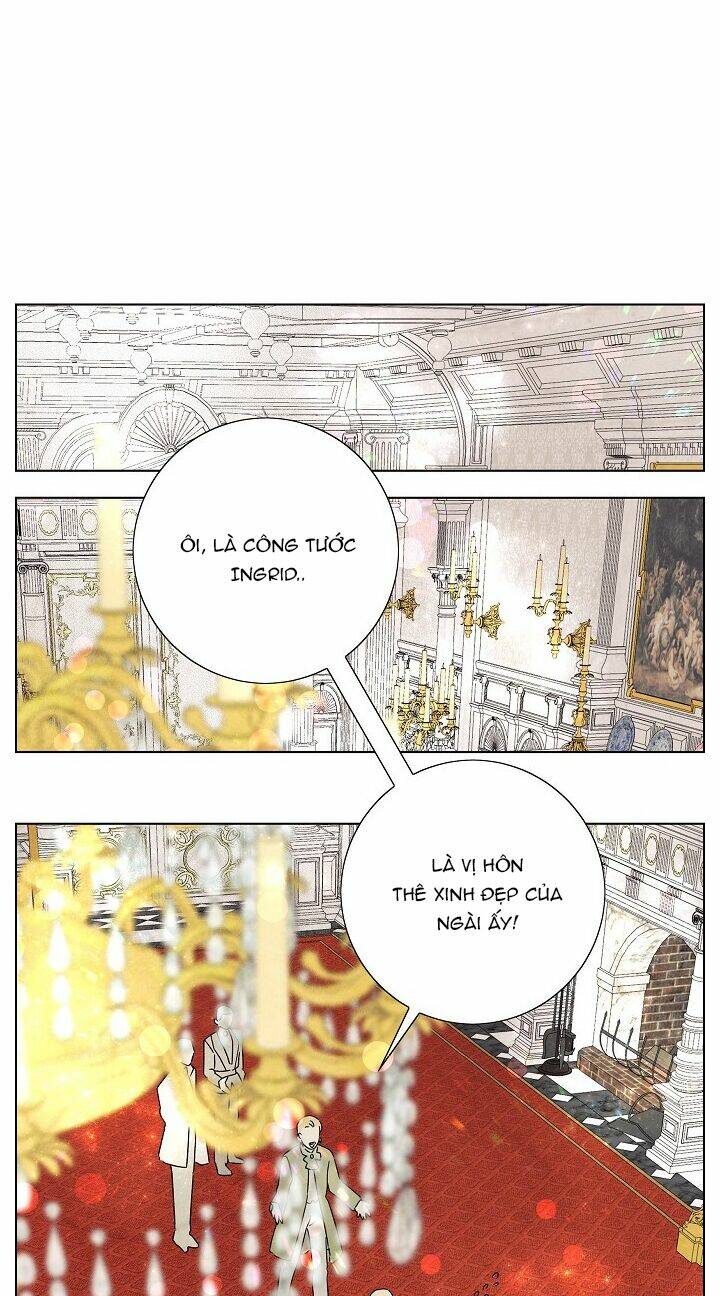 ÔI, LÀ CÔNG TƯỚC
INGRID..
LÀ VỊ HÔN
THÊ XINH ĐẸP CỦA
NGÀI ẤY!